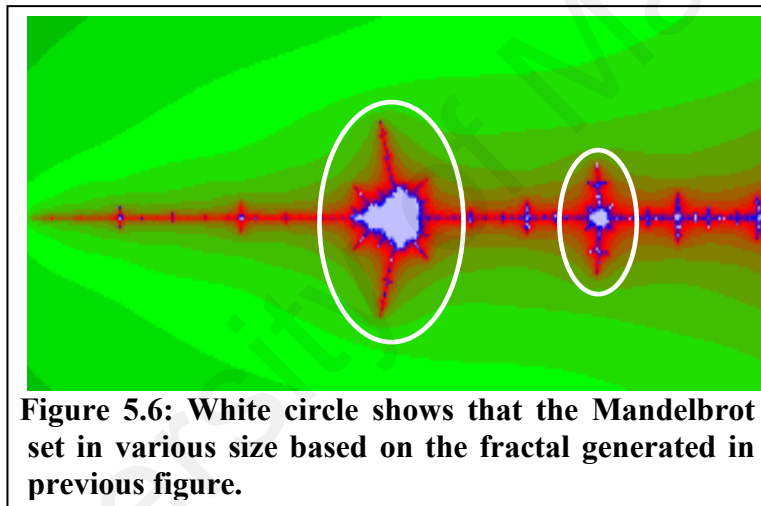 Figure 5.6: White circle shows that the Mandelbrot
set in various size based on the fractal generated in
previous figure.